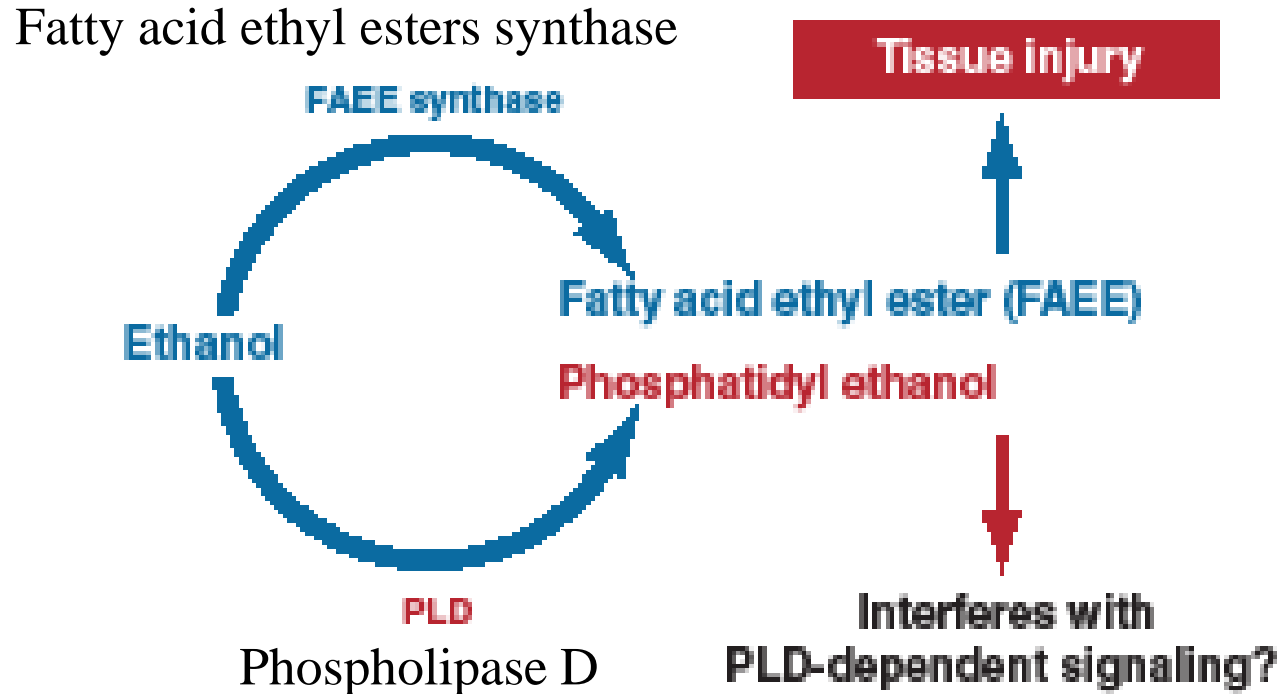 Fatty acid ethyl esters synthase
Tissue injury
FAEE synthase
Fatty acid ethyl ester (FAEE)
Ethanol
Phosphatidyl ethanol
PLD
Phospholipase D
Interferes with
PLD-dependent signaling?